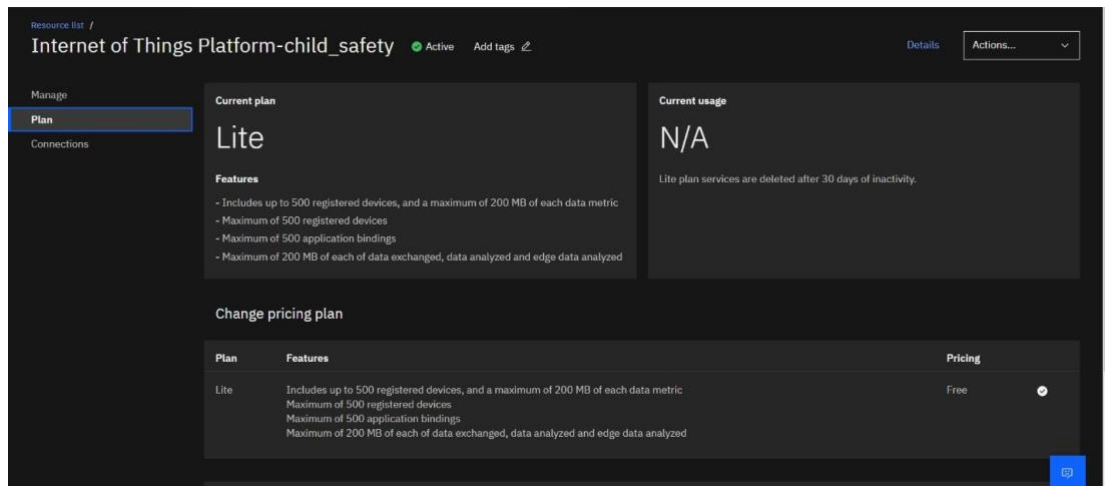 Resource list /
Internet of Things Platform-child_safety Active Add tags Details Actions...
Manage
Plan
Connections
Current plan
Lite
Features
- Includes up to 500 registered devices, and a maximum of 200 MB of each data metric
- Maximum of 500 registered devices
- Maximum of 500 application bindings
- Maximum of 200 MB of each of data exchanged, data analyzed and edge data analyzed
Current usage
N/A
Lite plan services are deleted after 30 days of inactivity.
Change pricing plan
Plan Features Pricing
Lite Includes up to 500 registered devices, and a maximum of 200 MB of each data metric Free
Maximum of 500 registered devices
Maximum of 500 application bindings
Maximum of 200 MB of each of data exchanged, data analyzed and edge data analyzed